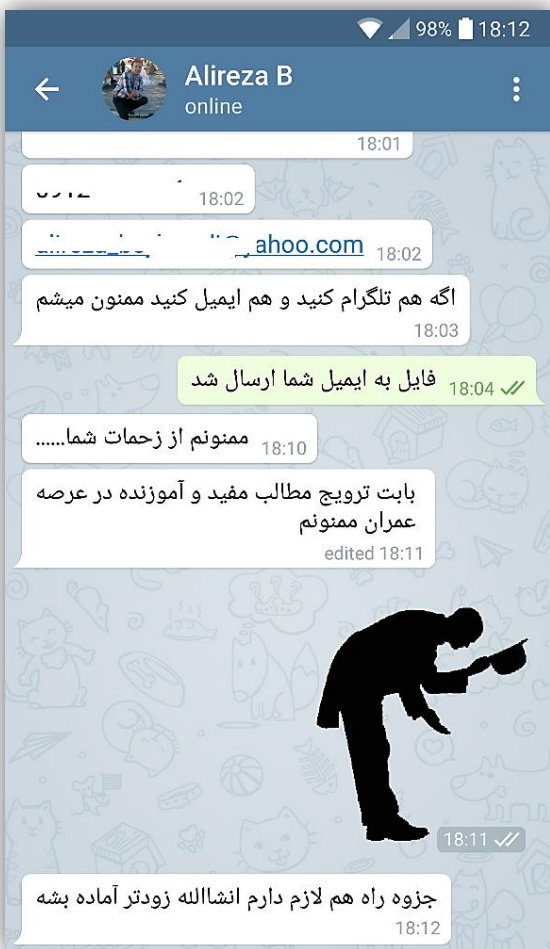 98% 18:12
Alireza B
online
18:01
18:02
ahoo.com 18:02
اگه هم تلگرام کنید و هم ایمیل کنید ممنون میشم
18:03
فایل به ایمیل شما ارسال شد 18:04
ممنونم از زحمات شما...... 18:10
بابت ترویج مطالب مفید و آموزنده در عرصه
عمران ممنونم
edited 18:11
18:11
جزوه راه هم لازم دارم انشاالله زودتر آماده بشه
18:12